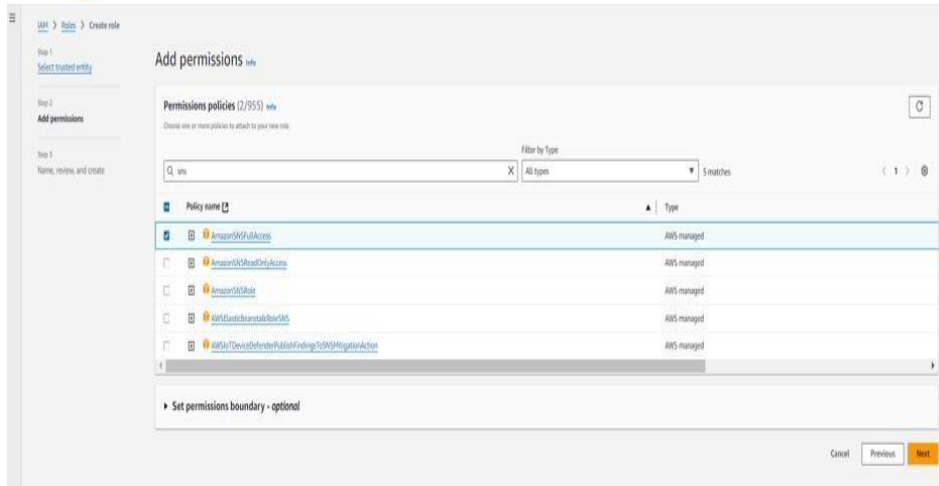 IAM > Roles > Create role
Step 1
Select trusted entity
Step 2
Add permissions
Step 3
Name, review, and create
Add permissions Info
Permissions policies (2/955) Info
Choose one or more policies to attach to your new role.
Filter by Type
sns
All types
5 matches
1
Policy name
Type
AmazonSNSFullAccess
AWS managed
AmazonSNSReadOnlyAccess
AWS managed
AmazonSNSRole
AWS managed
AWSElasticBeanstalkRoleSNS
AWS managed
AWSIoTDeviceDefenderPublishFindingsToSNSMitigationAction
AWS managed
Set permissions boundary - optional
Cancel Previous Next